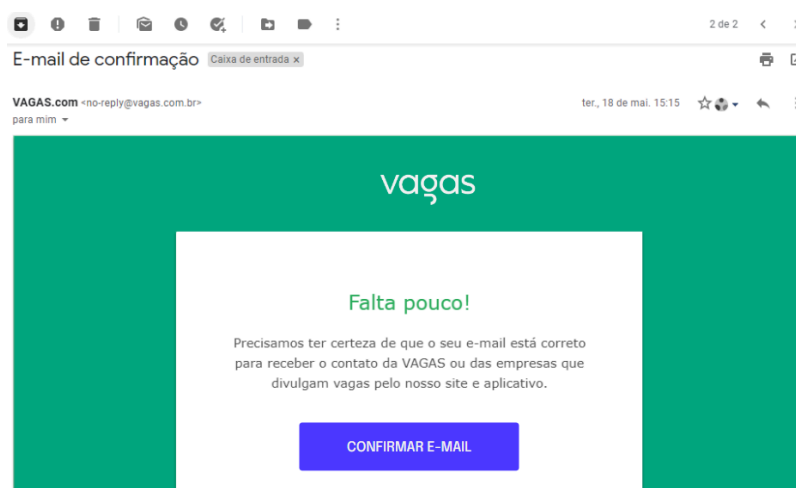 2 de 2
E-mail de confirmação Caixa de entrada x
VAGAS.com <no-reply@vagas.com.br> ter., 18 de mai. 15:15
para mim
vagas
Falta pouco!
Precisamos ter certeza de que o seu e-mail está correto
para receber o contato da VAGAS ou das empresas que
divulgam vagas pelo nosso site e aplicativo.
CONFIRMAR E-MAIL